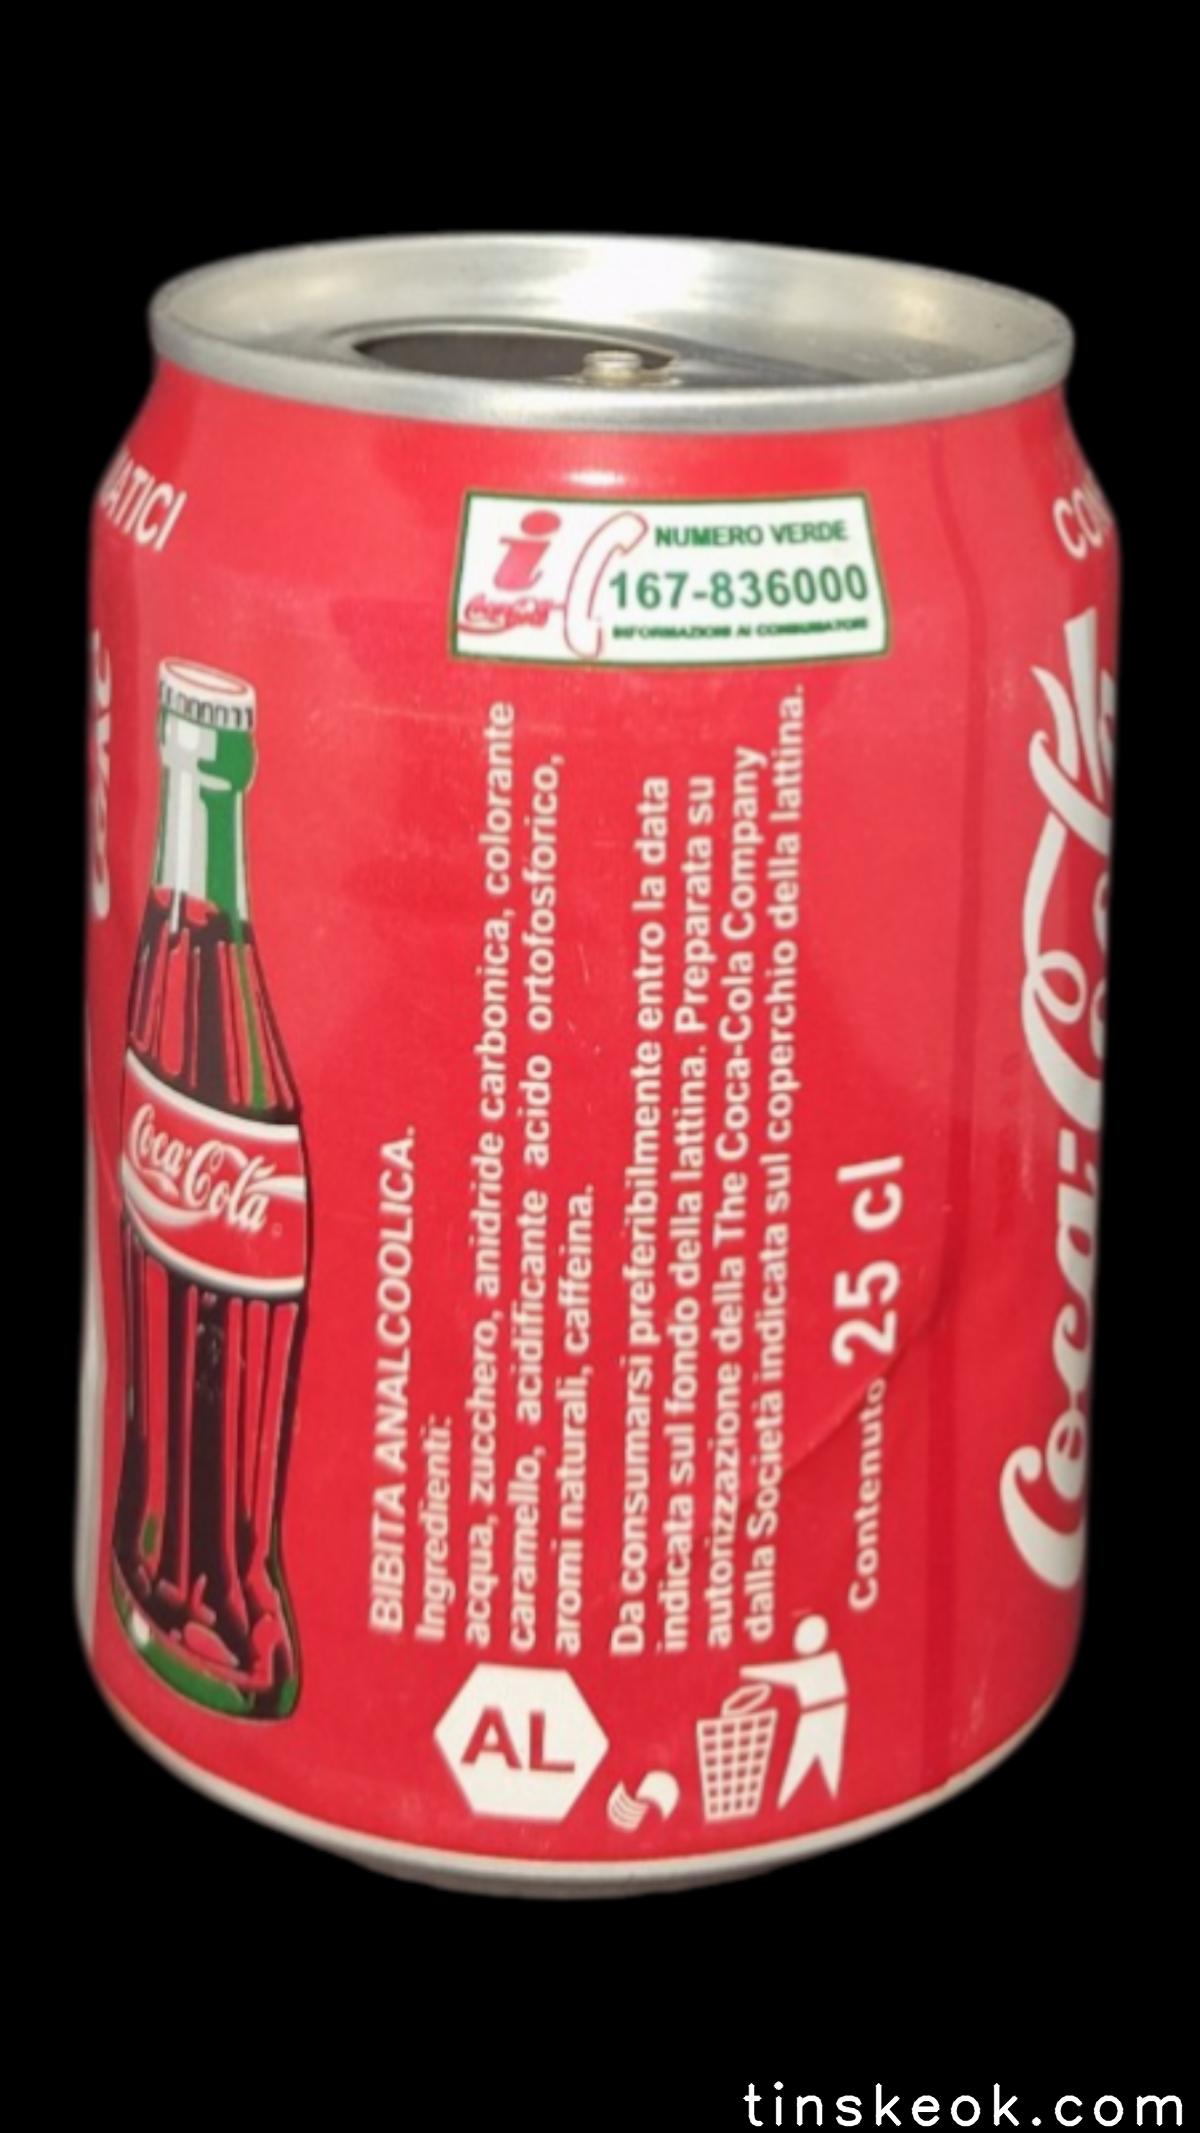 MATICI
NUMERO VERDE
167-836000
INFORMAZIONI AI CONSUMATORI
Coca-Cola
Coca-Cola
BIBITA ANALCOOLICA.
Ingredienti:
acqua, zucchero, anidride carbonica, colorante
caramello, acidificante acido ortofosforico,
aromi naturali, caffeina.
Da consumarsi preferibilmente entro la data
indicata sul fondo della lattina. Preparata su
autorizzazione della The Coca-Cola Company
dalla Società indicata sul coperchio della lattina.
Contenuto 25 cl
AL
Coca-Cola
tinskeok.com